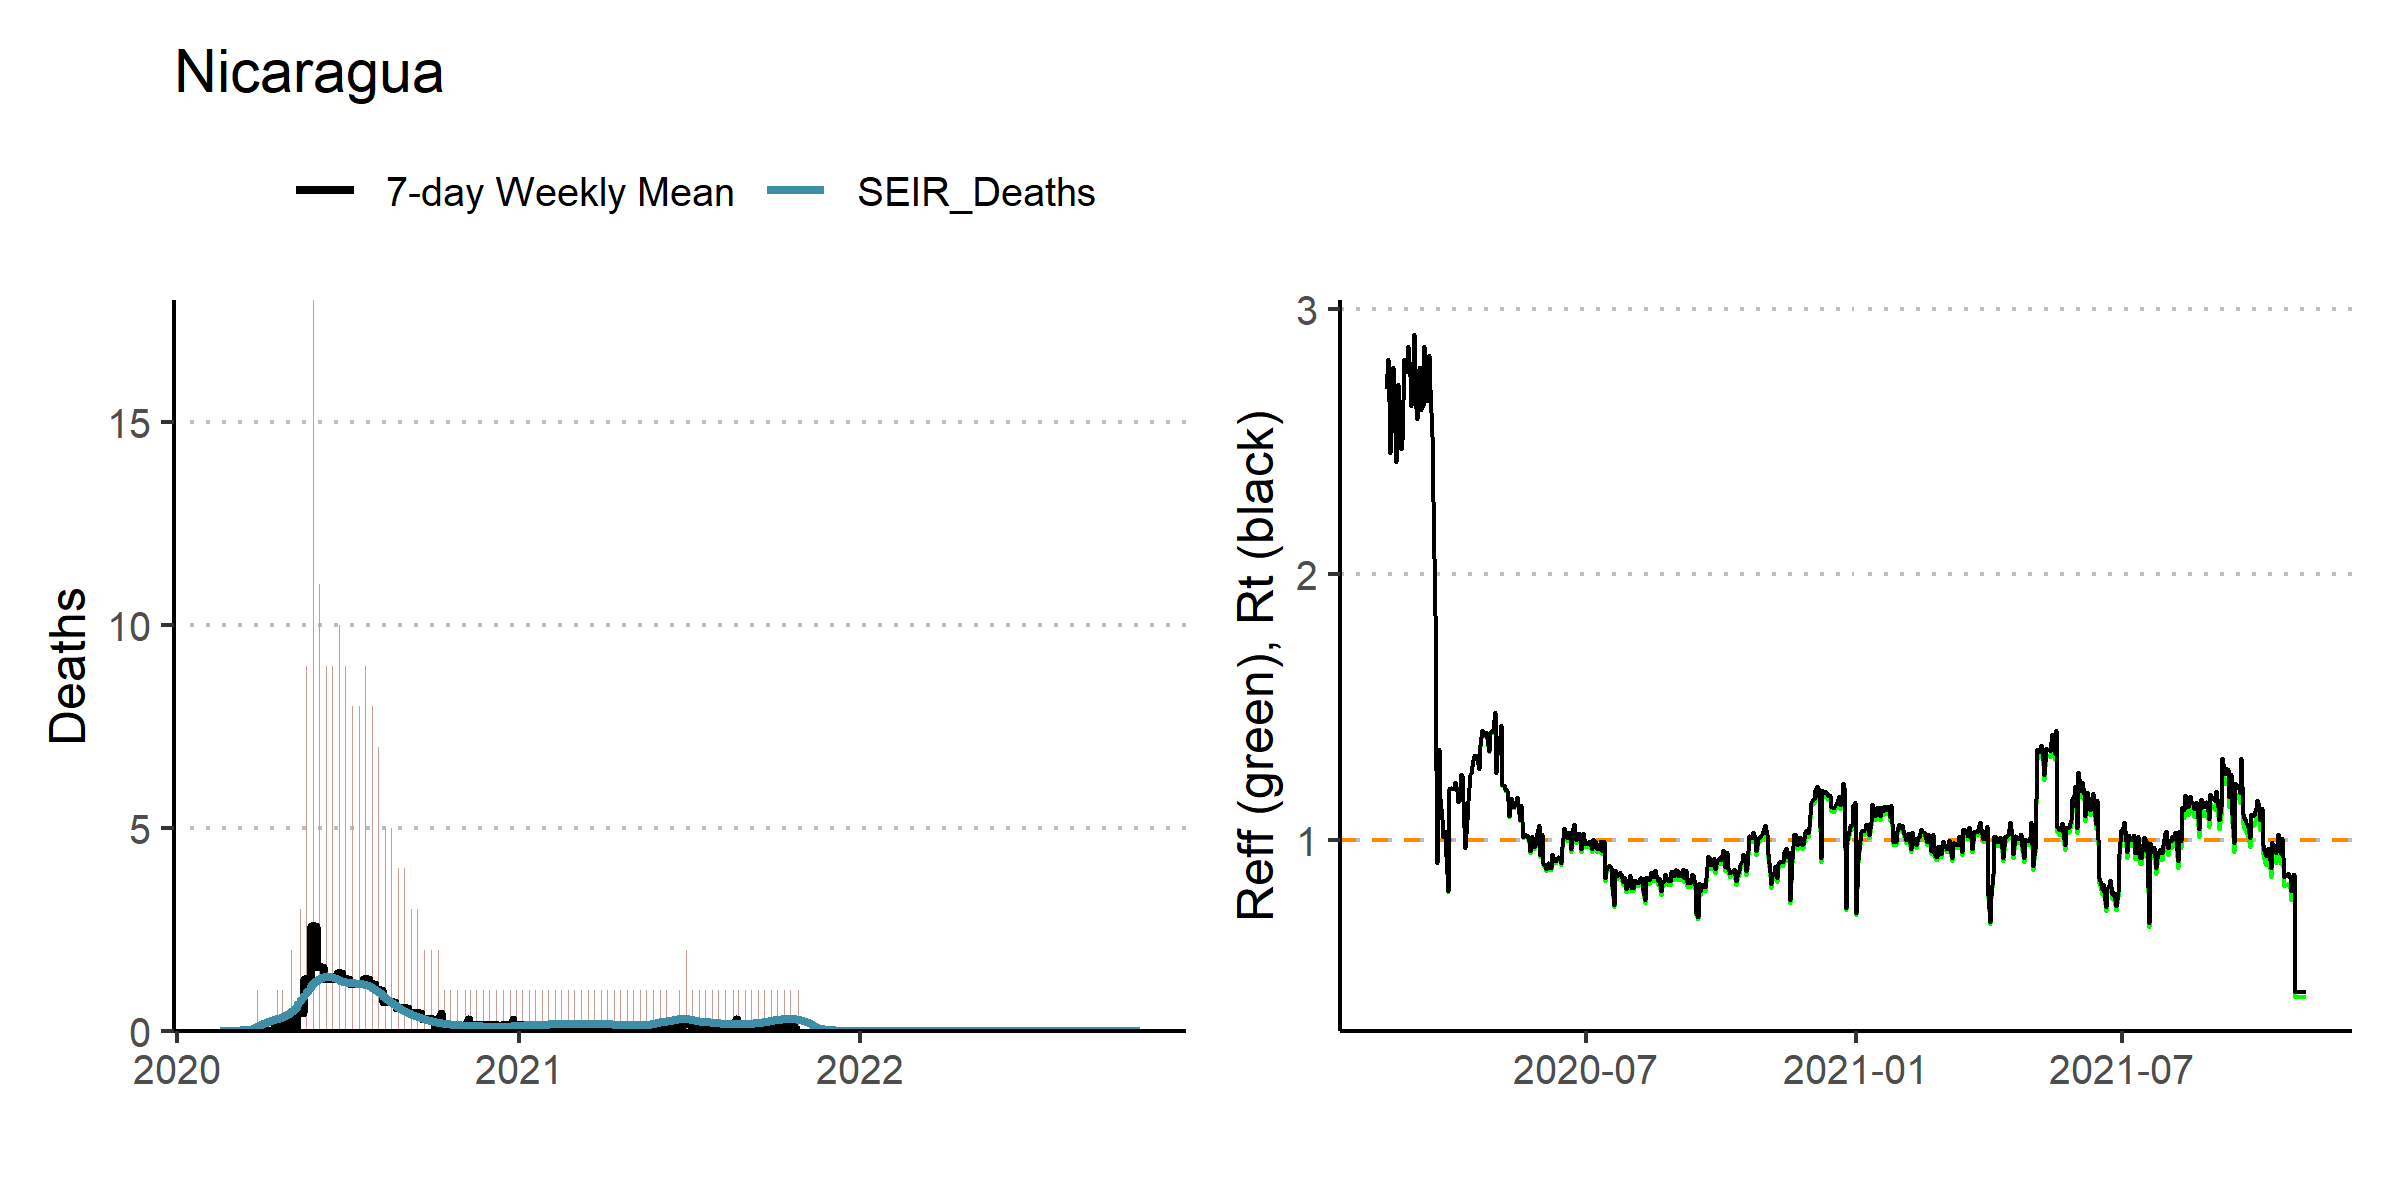 Nicaragua
7-day Weekly Mean
SEIR_Deaths
Deaths
15
10
5
0
2020
2021
2022
Reff (green), Rt (black)
3
2
1
2020-07
2021-01
2021-07